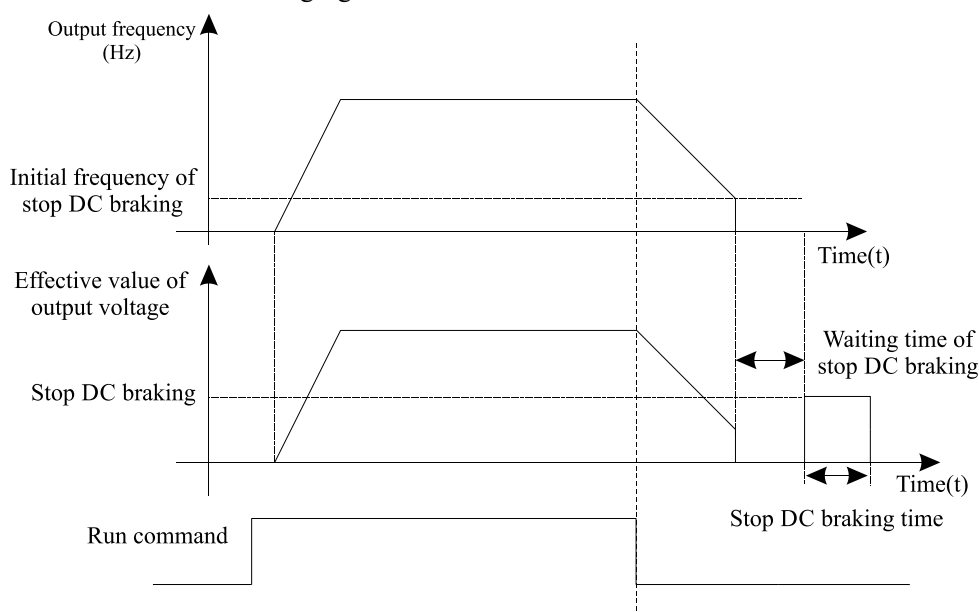 Output frequency
(Hz)
Initial frequency of
stop DC braking
Time(t)
Effective value of
output voltage
Waiting time of
stop DC braking
Stop DC braking
Time(t)
Stop DC braking time
Run command